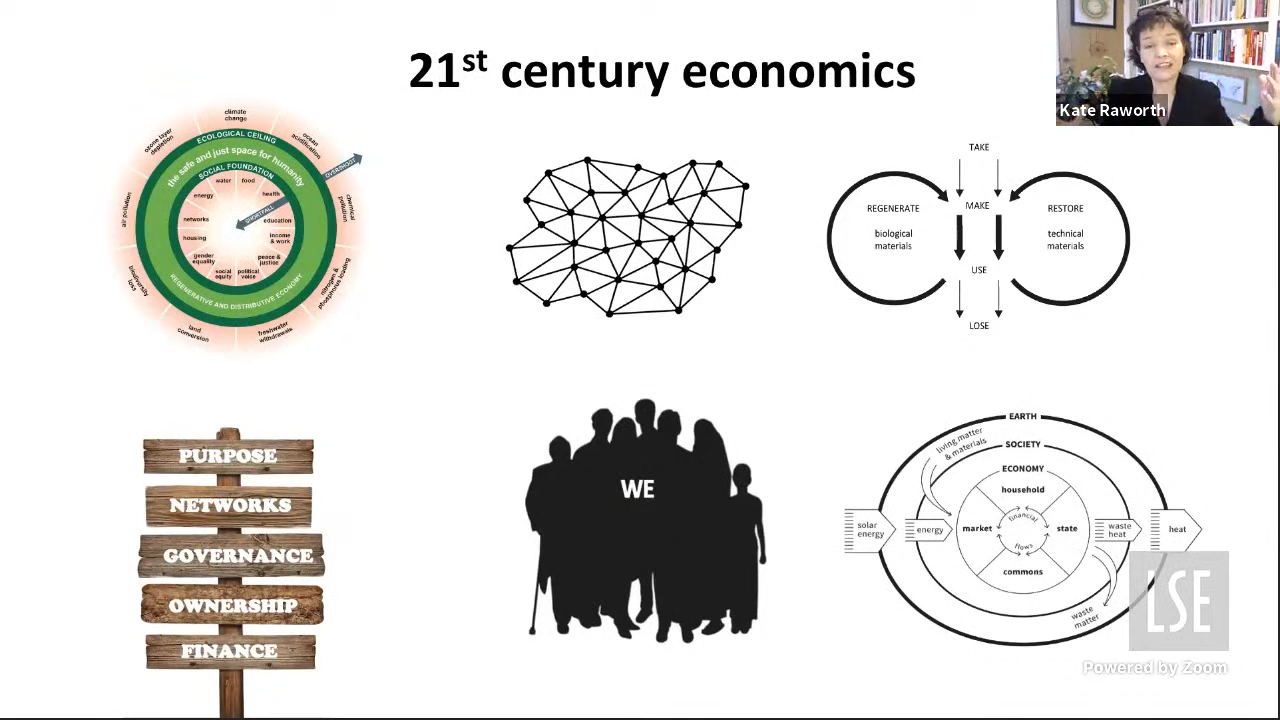 21st century economics
Kate Raworth
climate
change
ocean
acidification
chemical
pollution
nitrogen &
phosphorus loading
freshwater
withdrawals
land
conversion
biodiversity
loss
air pollution
ozone layer
depletion
ECOLOGICAL CEILING
the safe and just space for humanity
SOCIAL FOUNDATION
OVERSHOOT
SHORTFALL
water
food
health
education
income
& work
peace &
justice
political
voice
social
equity
gender
equality
housing
networks
energy
REGENERATIVE AND DISTRIBUTIVE ECONOMY
TAKE
MAKE
USE
LOSE
REGENERATE
biological
materials
RESTORE
technical
materials
PURPOSE
NETWORKS
GOVERNANCE
OWNERSHIP
FINANCE
WE
EARTH
living matter
& materials
SOCIETY
ECONOMY
household
market
financial
flows
state
commons
solar
energy
energy
waste
heat
heat
waste
matter
LSE
Powered by Zoom